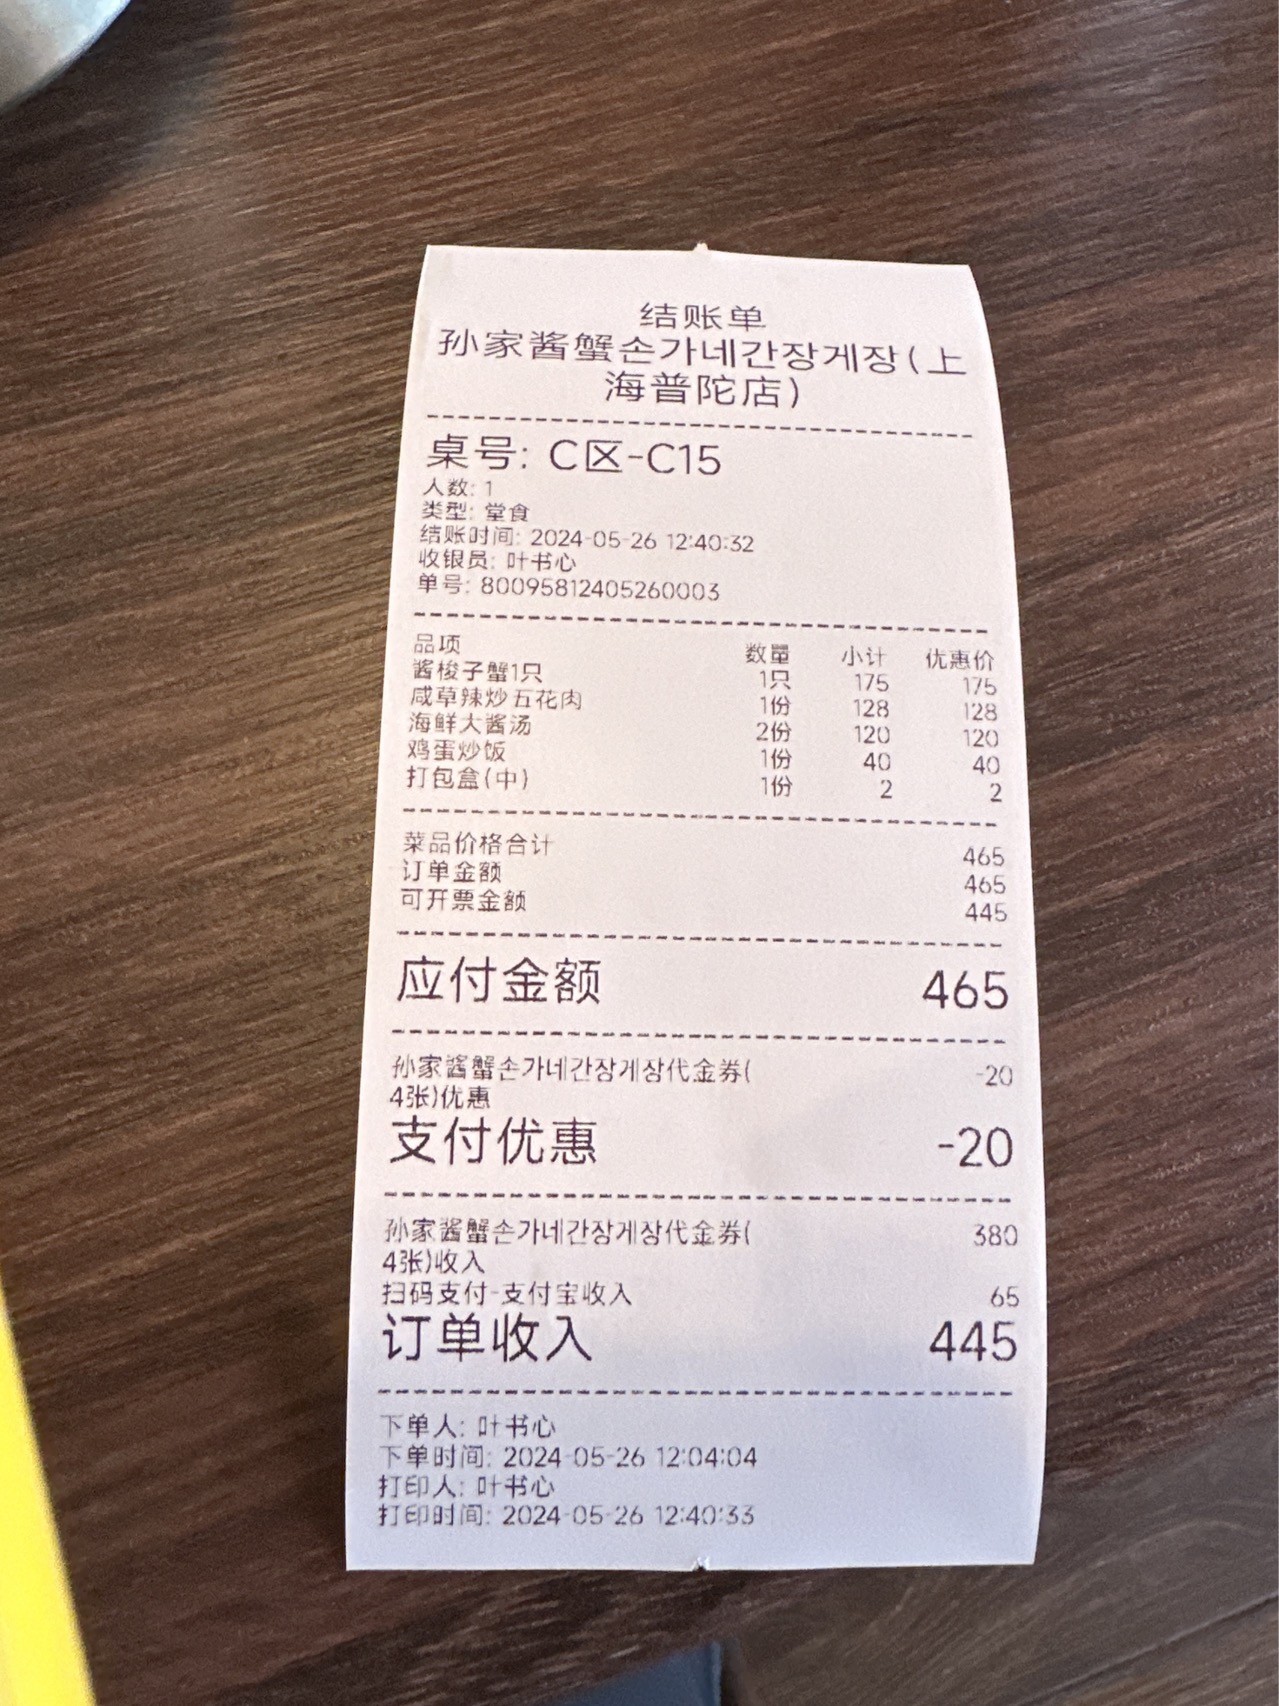 结账单
孙家酱蟹손가네간장게장(上
海普陀店)
桌号: C区-C15
人数: 1
类型: 堂食
结账时间: 2024-05-26 12:40:32
收银员: 叶书心
单号: 80095812405260003
品项 数量 小计 优惠价
酱梭子蟹1只 1只 175 175
咸草辣炒五花肉 1份 128 128
海鲜大酱汤 2份 120 120
鸡蛋炒饭 1份 40 40
打包盒(中) 1份 2 2
菜品价格合计 465
订单金额 465
可开票金额 445
应付金额 465
孙家酱蟹손가네간장게장代金券( -20
4张)优惠
支付优惠 -20
孙家酱蟹손가네간장게장代金券( 380
4张)收入
扫码支付-支付宝收入 65
订单收入 445
下单人: 叶书心
下单时间: 2024-05-26 12:04:04
打印人: 叶书心
打印时间: 2024-05-26 12:40:33